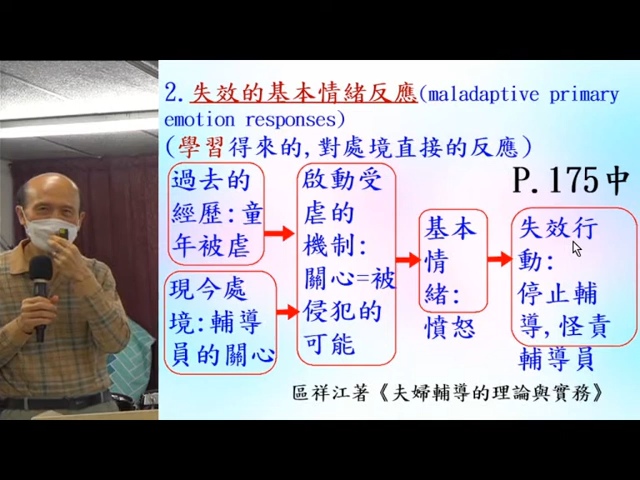 2.失效的基本情緒反應(maladaptive primary
emotion responses)
(學習得來的,對處境直接的反應)
P.175中
過去的
經歷:童
年被虐
現今處
境:輔導
員的關心
啟動受
虐的
機制:
關心=被
侵犯的
可能
基本
情
緒:
憤怒
失效行
動:
停止輔
導,怪責
輔導員
區祥江著《夫婦輔導的理論與實務》